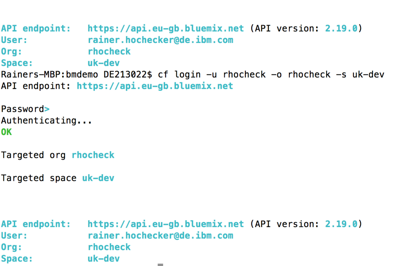 API endpoint: https://api.eu-gb.bluemix.net (API version: 2.19.0)
User: rainer.hochecker@de.ibm.com
Org: rhocheck
Space: uk-dev
Rainers-MBP:bmdemo DE213022$ cf login -u rhocheck -o rhocheck -s uk-dev
API endpoint: https://api.eu-gb.bluemix.net
Password>
Authenticating...
OK
Targeted org rhocheck
Targeted space uk-dev
API endpoint: https://api.eu-gb.bluemix.net (API version: 2.19.0)
User: rainer.hochecker@de.ibm.com
Org: rhocheck
Space: uk-dev